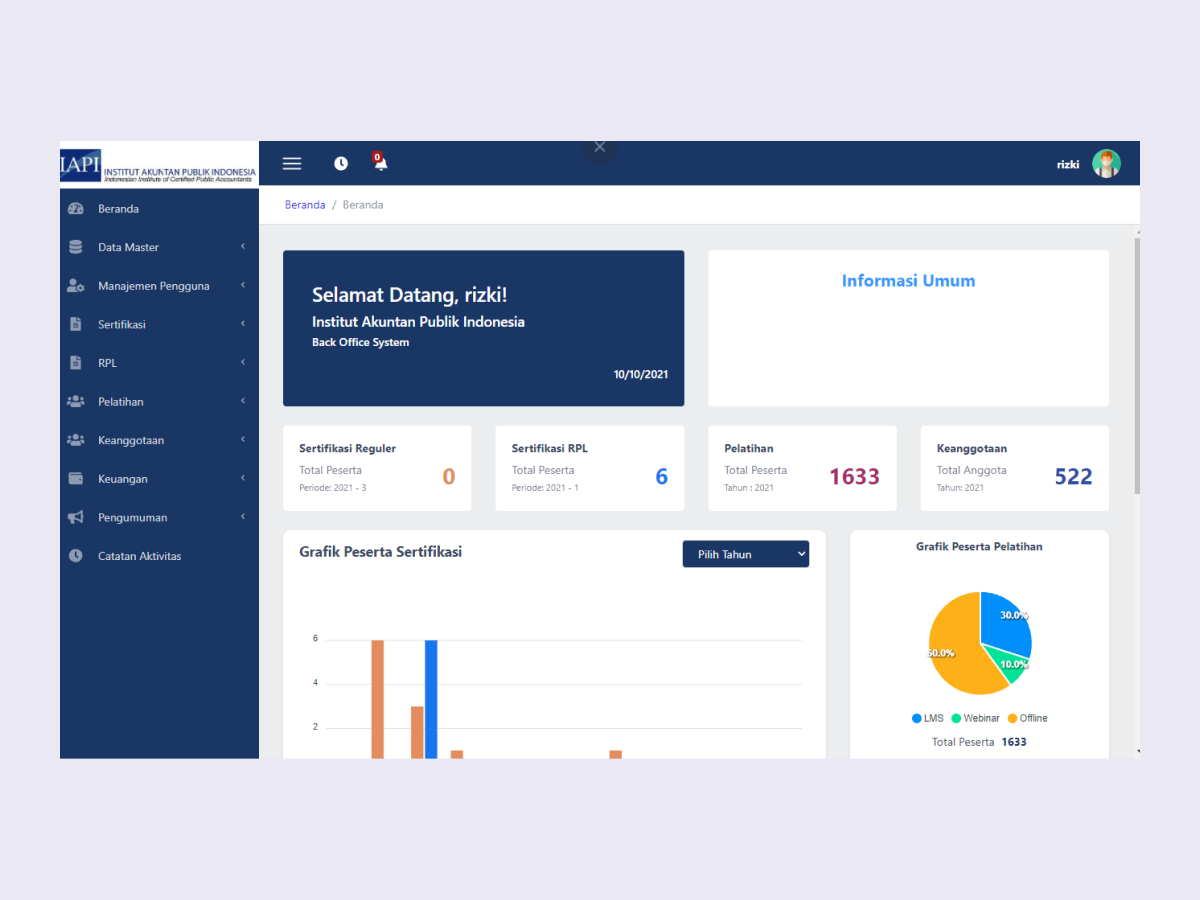 IAPI
INSTITUT AKUNTAN PUBLIK INDONESIA
Indonesian Institute of Certified Public Accountants
0
rizki
Beranda
Data Master
Manajemen Pengguna
Sertifikasi
RPL
Pelatihan
Keanggotaan
Keuangan
Pengumuman
Catatan Aktivitas
Beranda / Beranda
Selamat Datang, rizki!
Institut Akuntan Publik Indonesia
Back Office System
10/10/2021
Informasi Umum
Sertifikasi Reguler
Total Peserta
Periode: 2021 - 3
0
Sertifikasi RPL
Total Peserta
Periode: 2021 - 1
6
Pelatihan
Total Peserta
Tahun : 2021
1633
Keanggotaan
Total Anggota
Tahun: 2021
522
Grafik Peserta Sertifikasi
Pilih Tahun
6
4
2
Grafik Peserta Pelatihan
30.0%
60.0%
10.0%
LMS Webinar Offline
Total Peserta 1633